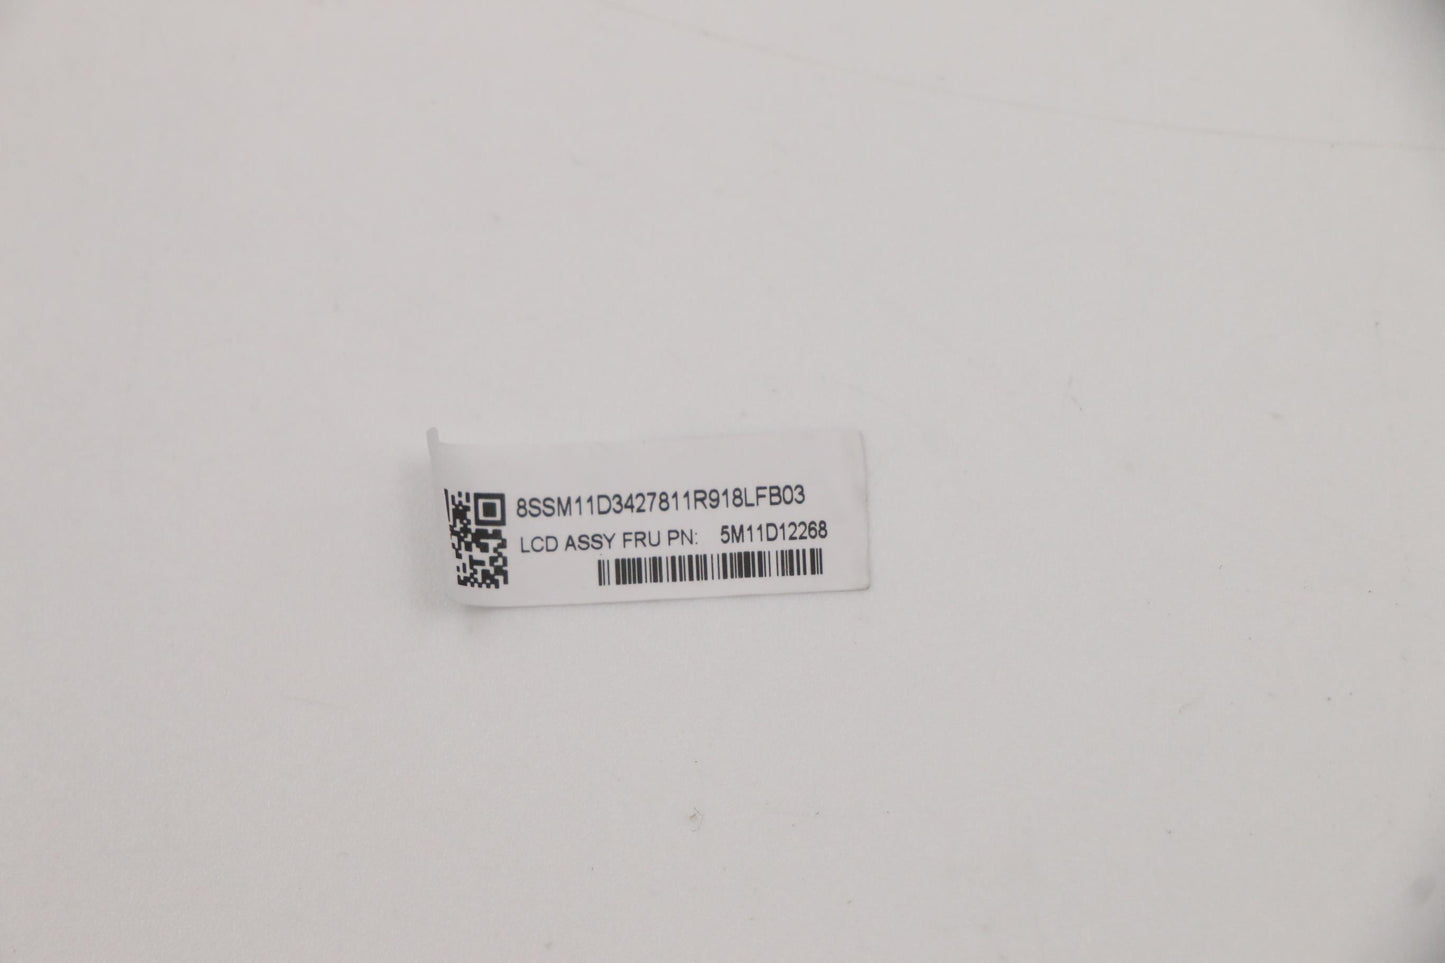 8SSM11D3427811R918LFB03
LCD ASSY FRU PN: 5M11D12268